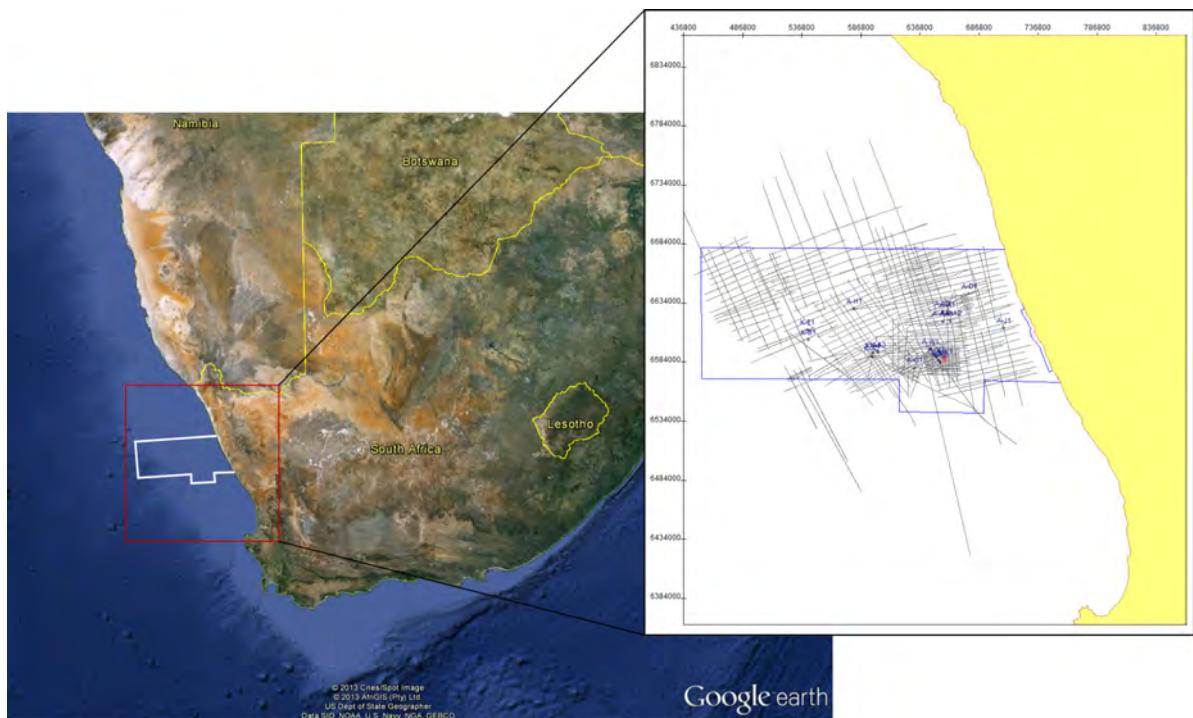 436800 486800 536800 586800 636800 686800 736800 786800 836800
6834000
6784000
6734000
6684000
6634000
6584000
6534000
6484000
6434000
6384000
A-H1
A-J1
Namibia
Botswana
Lesotho
South Africa
© 2013 Cnes/Spot Image
© 2013 AfriGIS (Pty) Ltd.
US Dept of State Geographer
Data SIO, NOAA, U.S. Navy, NGA, GEBCO
Google earth